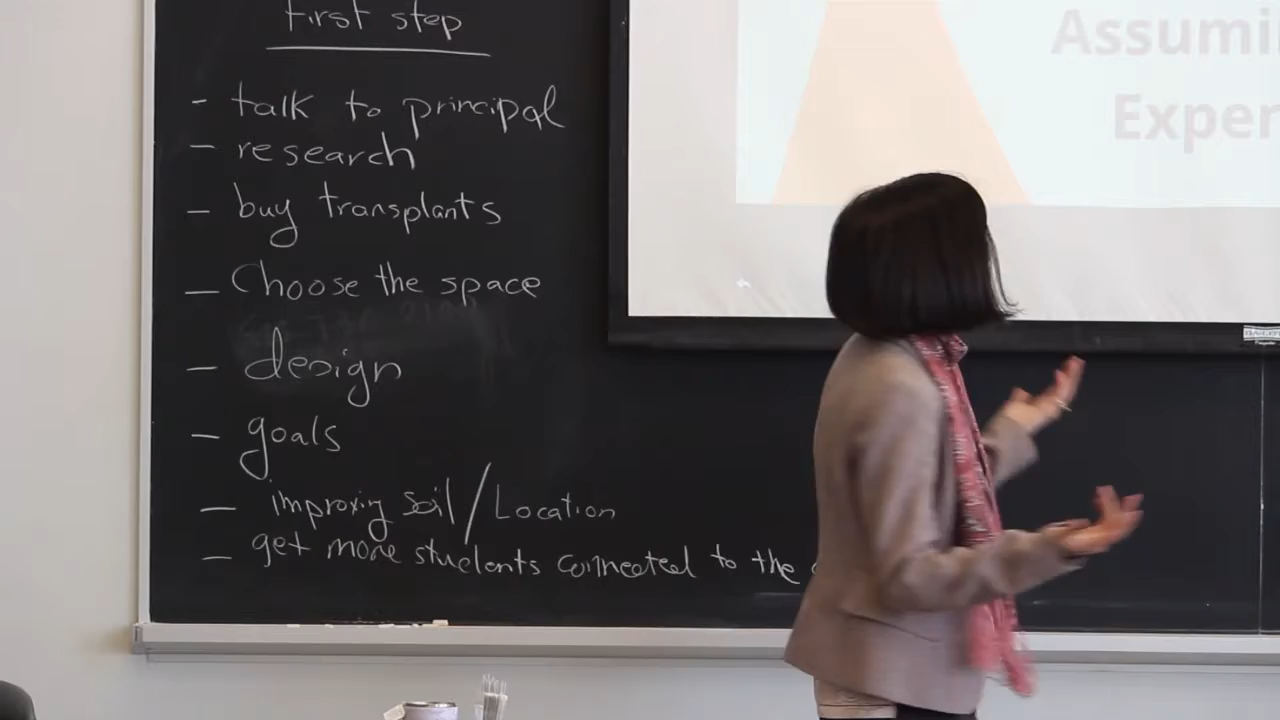 First step
- talk to principal
- research
- buy transplants
- Choose the space
- design
- goals
- improving soil / Location
- get more students connected to the
Assumi
Exper